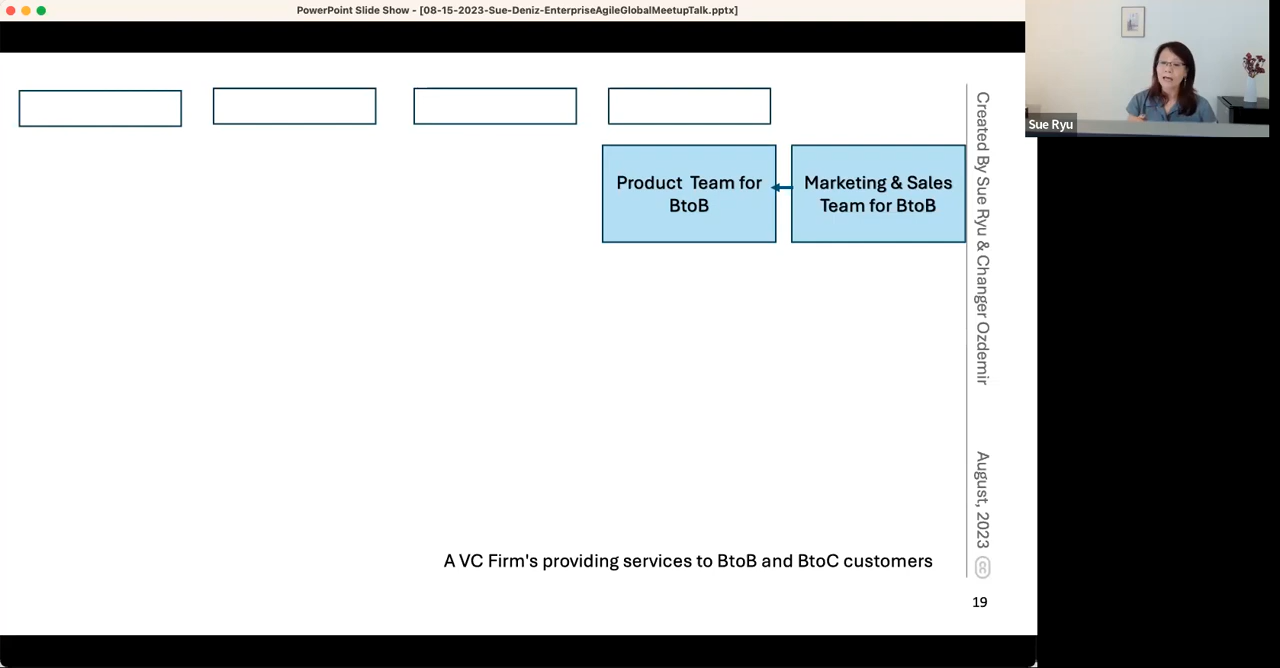 PowerPoint Slide Show - [08-15-2023-Sue-Deniz-EnterpriseAgileGlobalMeetupTalk.pptx]
Sue Ryu
Product Team for
BtoB
Marketing & Sales
Team for BtoB
Created By Sue Ryu & Changer Ozdemir
August, 2023
cc
A VC Firm's providing services to BtoB and BtoC customers
19